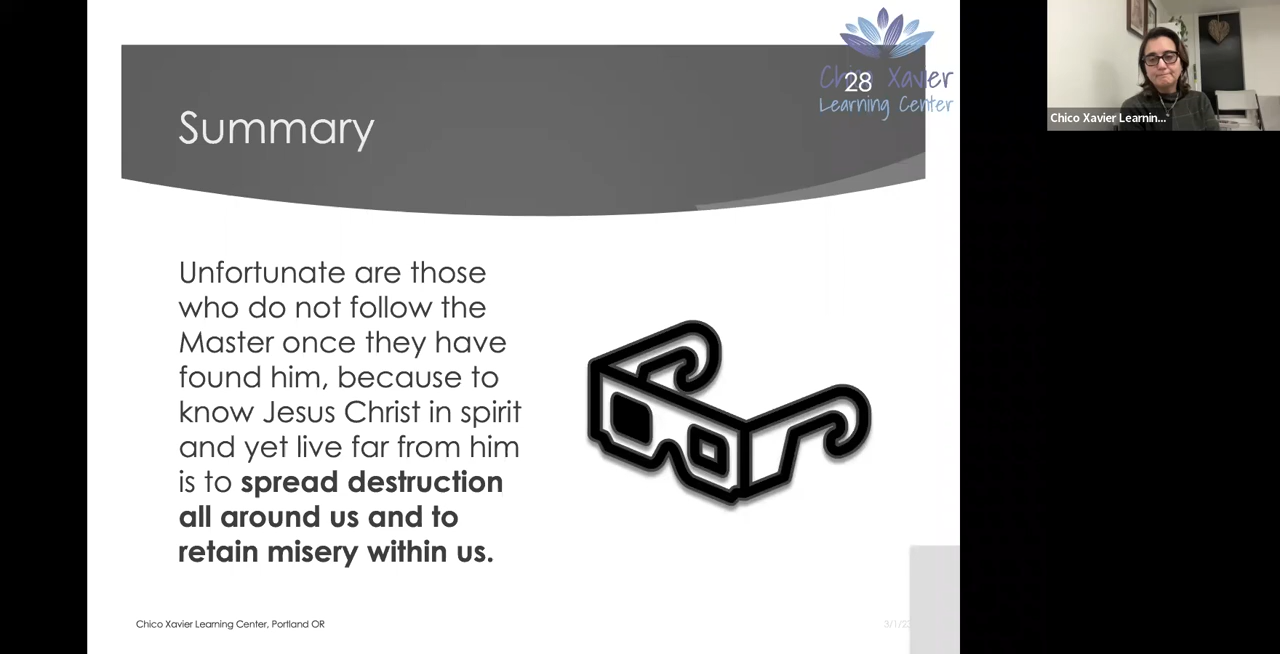 Chico Xavier
28
Learning Center
Summary
Chico Xavier Learnin...
Unfortunate are those
who do not follow the
Master once they have
found him, because to
know Jesus Christ in spirit
and yet live far from him
is to spread destruction
all around us and to
retain misery within us.
Chico Xavier Learning Center, Portland OR